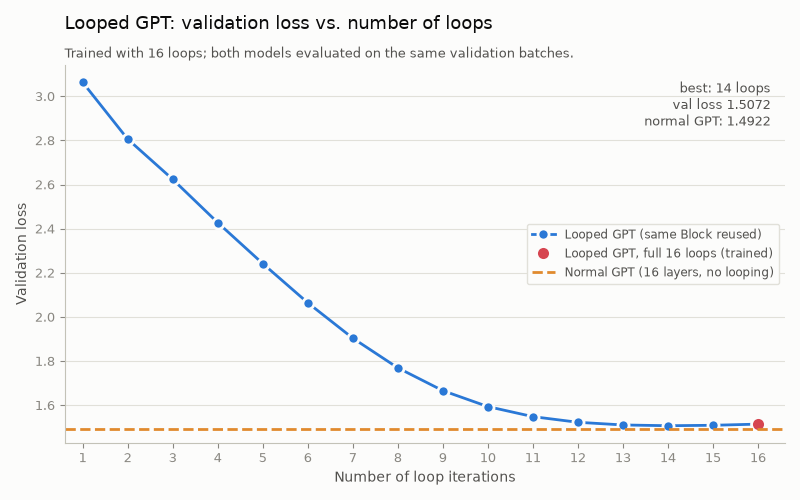 Looped GPT: validation loss vs. number of loops
Trained with 16 loops; both models evaluated on the same validation batches.
best: 14 loops
val loss 1.5072
normal GPT: 1.4922
Validation loss
3.0
2.8
2.6
2.4
2.2
2.0
1.8
1.6
Looped GPT (same Block reused)
Looped GPT, full 16 loops (trained)
Normal GPT (16 layers, no looping)
1 2 3 4 5 6 7 8 9 10 11 12 13 14 15 16
Number of loop iterations